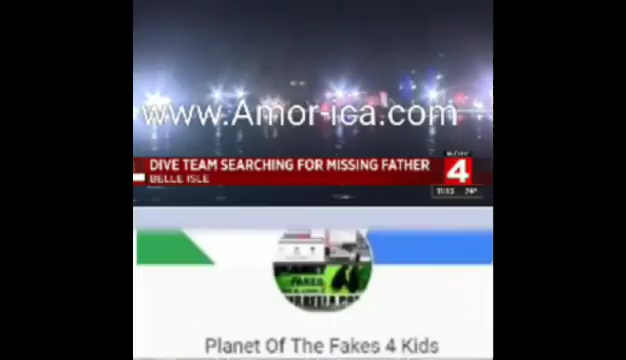 www.Amor-ica.com
DIVE TEAM SEARCHING FOR MISSING FATHER
4
BELLE ISLE
Planet Of The Fakes 4 Kids